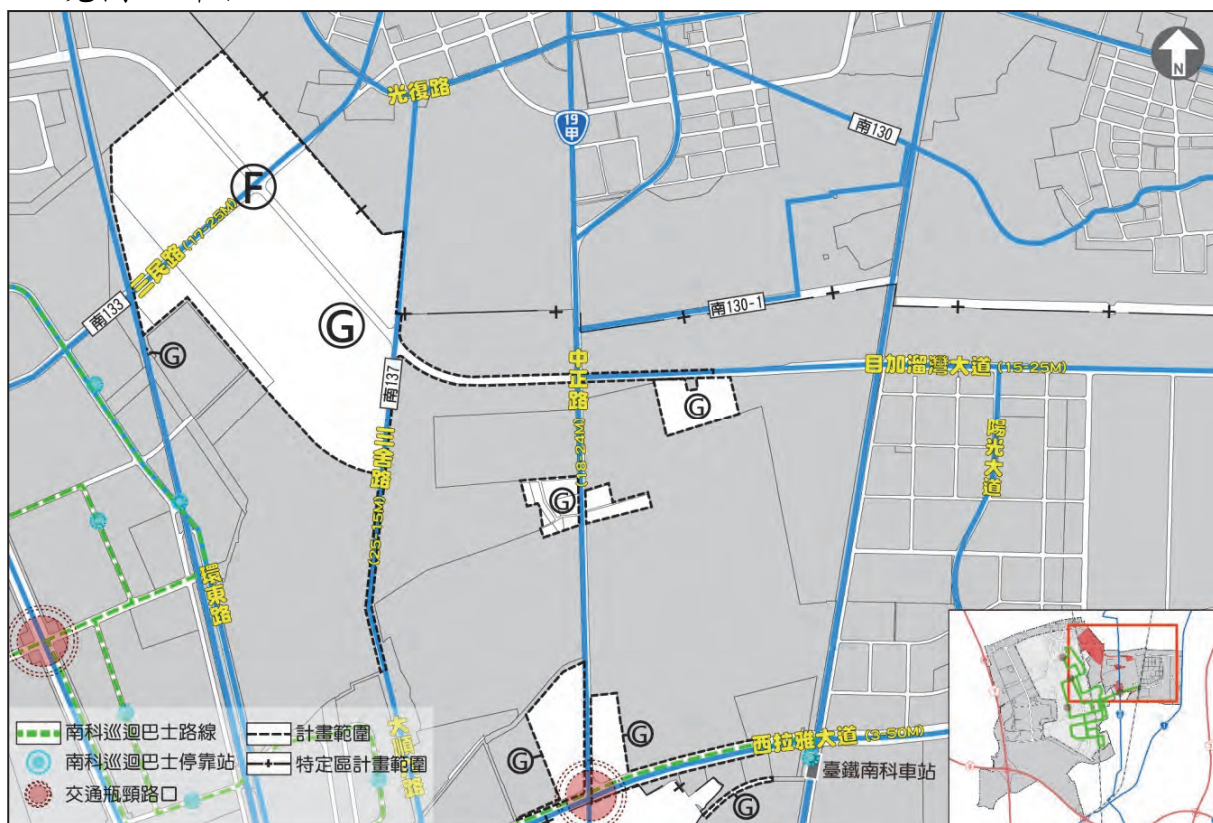 N
光復路
19
甲
南130
F
三民路(17-25M)
南133
G
南130-1
G
中正路
(18-24M)
目加溜灣大道(15-25M)
南137
三舍路
(25-15M)
G
陽光大道
G
環東路
大順
路
G
G
西拉雅大道(3-50M)
臺鐵南科車站
G
南科巡迴巴士路線
計畫範圍
南科巡迴巴士停靠站
特定區計畫範圍
交通瓶頸路口